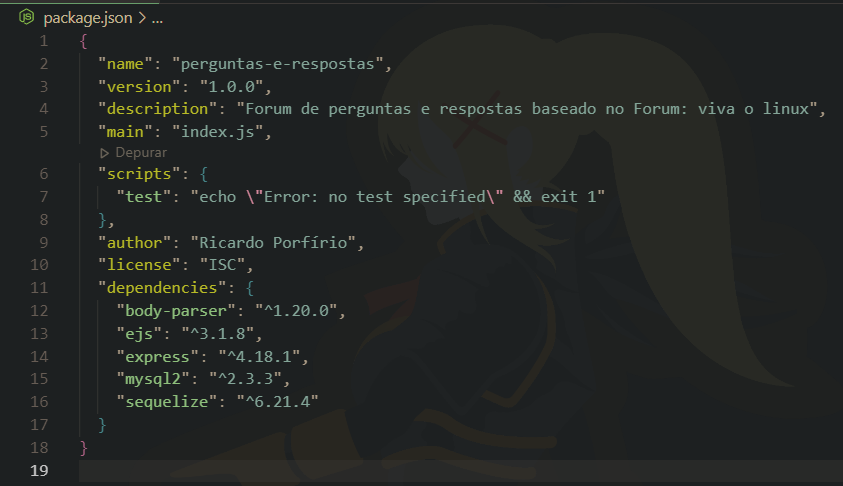 JS package.json > ...
1 {
2 "name": "perguntas-e-respostas",
3 "version": "1.0.0",
4 "description": "Forum de perguntas e respostas baseado no Forum: viva o linux",
5 "main": "index.js",
Depurar
6 "scripts": {
7 "test": "echo \"Error: no test specified\" && exit 1"
8 },
9 "author": "Ricardo Porfírio",
10 "license": "ISC",
11 "dependencies": {
12 "body-parser": "^1.20.0",
13 "ejs": "^3.1.8",
14 "express": "^4.18.1",
15 "mysql2": "^2.3.3",
16 "sequelize": "^6.21.4"
17 }
18 }
19